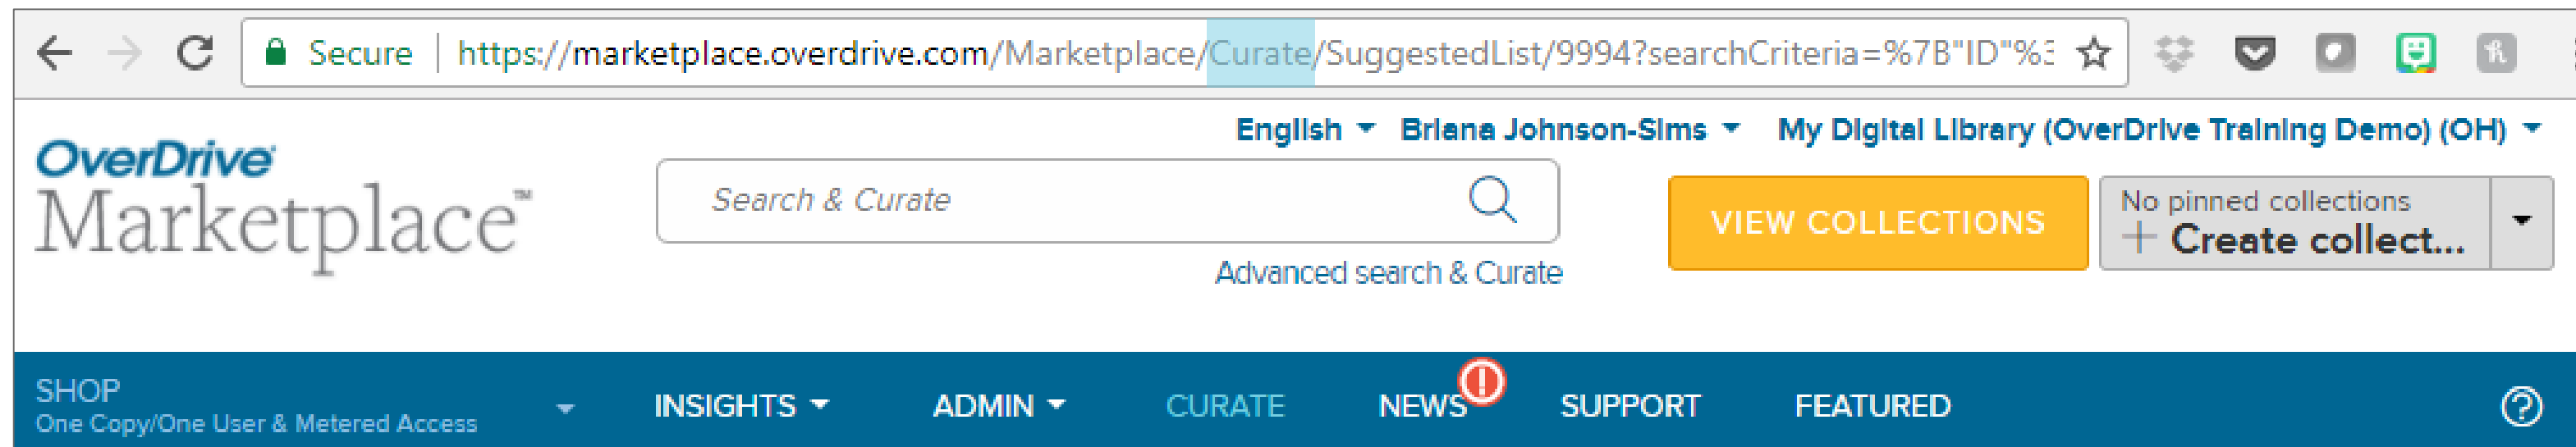 Secure | https://marketplace.overdrive.com/Marketplace/Curate/SuggestedList/9994?searchCriteria=%7B"ID"%3
English Briana Johnson-Sims My Digital Library (OverDrive Training Demo) (OH)
OverDrive
Marketplace™
Search & Curate
Advanced search & Curate
VIEW COLLECTIONS
No pinned collections
+ Create collect...
SHOP
One Copy/One User & Metered Access
INSIGHTS ADMIN CURATE NEWS SUPPORT FEATURED